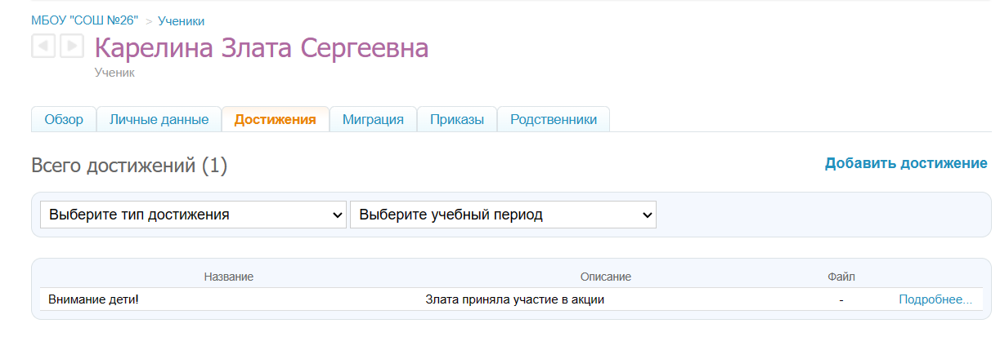 МБОУ "СОШ №26" > Ученики
Карелина Злата Сергеевна
Ученик
Обзор Личные данные Достижения Миграция Приказы Родственники
Всего достижений (1) Добавить достижение
Выберите тип достижения Выберите учебный период
Название Описание Файл
Внимание дети! Злата приняла участие в акции - Подробнее...